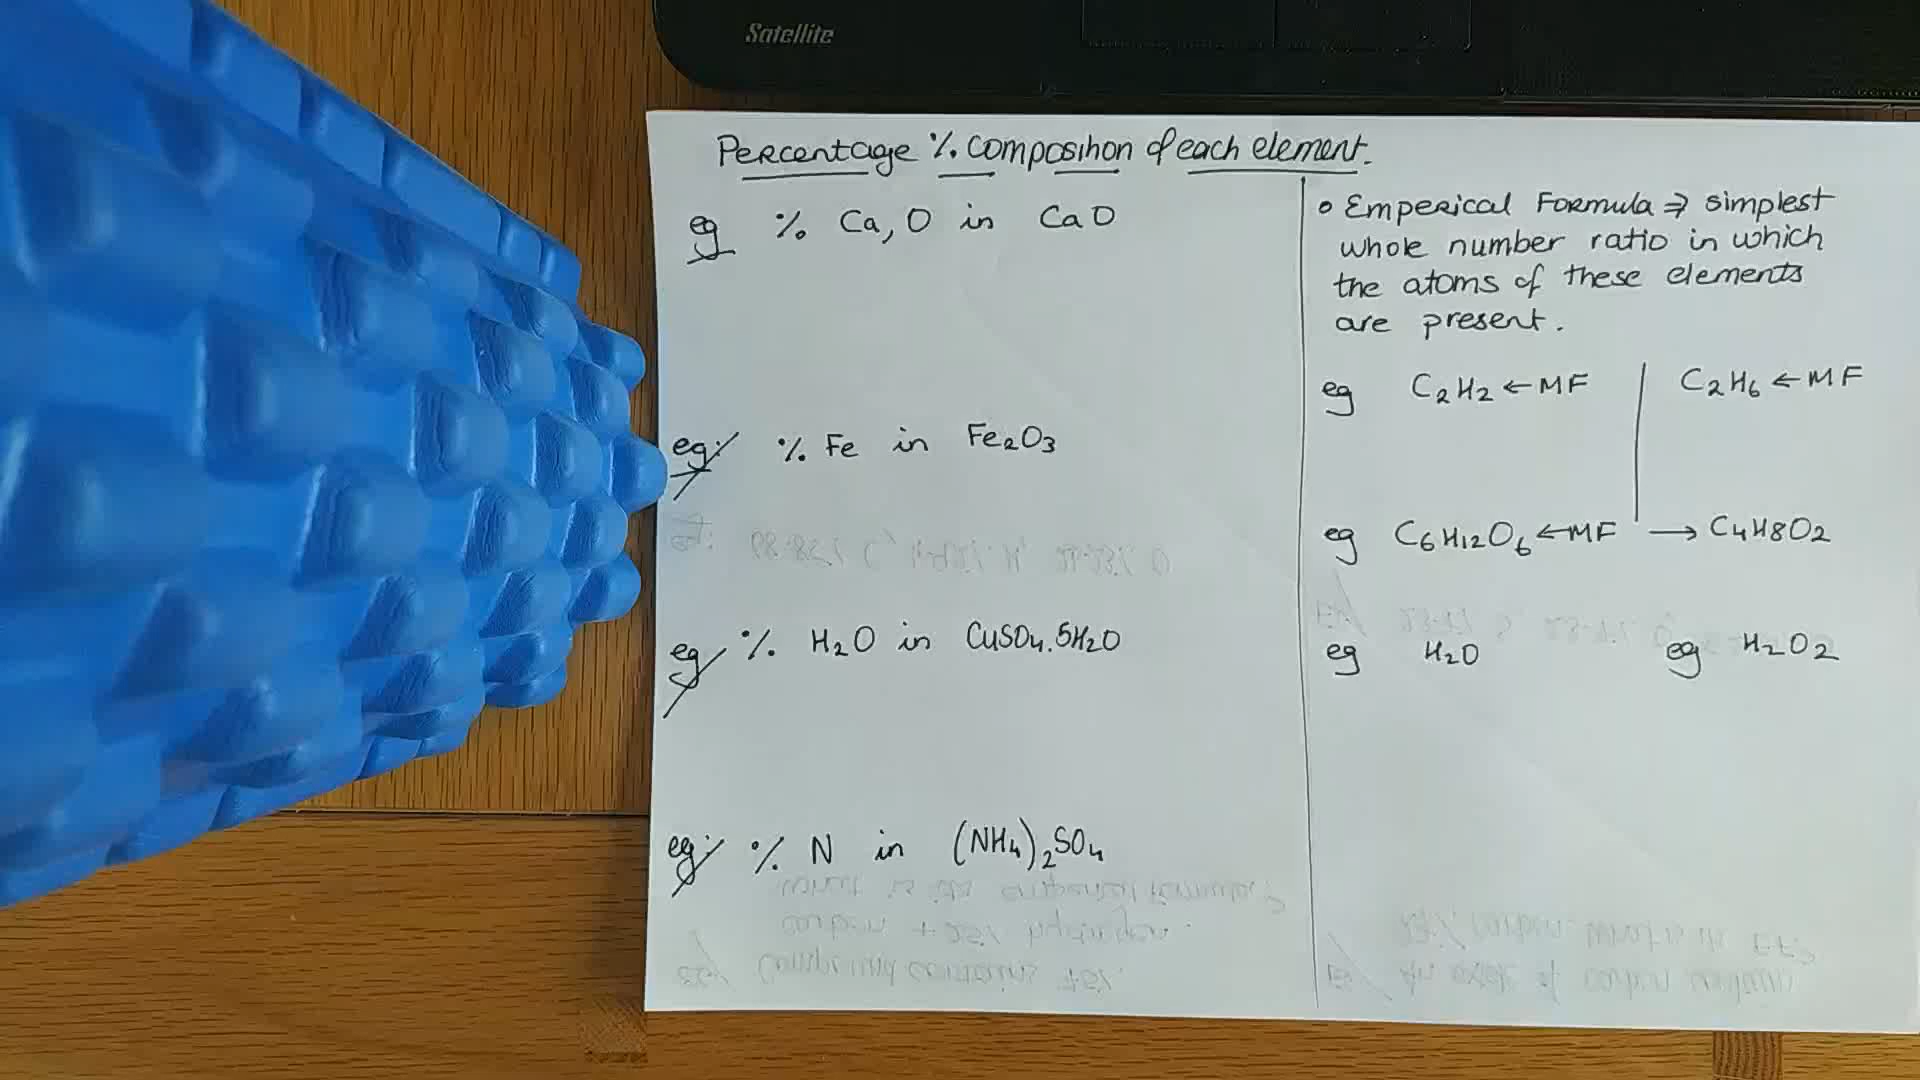 Satellite
Percentage % Composition of each element.
eg % Ca, O in CaO
eg: % Fe in Fe2O3
eg % H2O in CuSO4.5H2O
eg: % N in (NH4)2SO4
• Emperical Formula ⇒ simplest
whole number ratio in which
the atoms of these elements
are present.
eg C2H2 ← MF C2H6 ← MF
eg C6H12O6 ← MF → C4H8O2
eg H2O eg H2O2